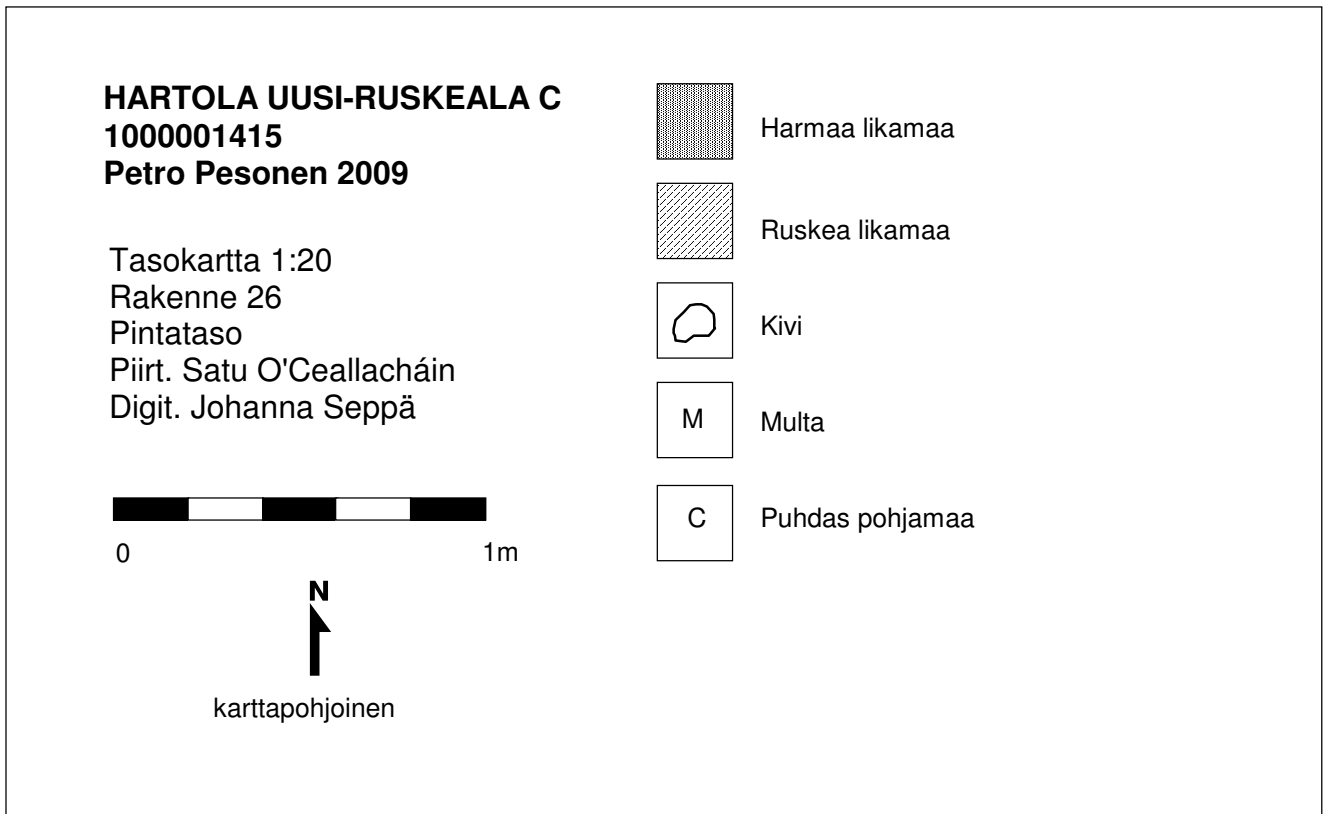 HARTOLA UUSI-RUSKEALA C
1000001415
Petro Pesonen 2009
Tasokartta 1:20
Rakenne 26
Pintataso
Piirt. Satu O'Ceallacháin
Digit. Johanna Seppä
0 1m
N
karttapohjoinen
Harmaa likamaa
Ruskea likamaa
Kivi
M Multa
C Puhdas pohjamaa